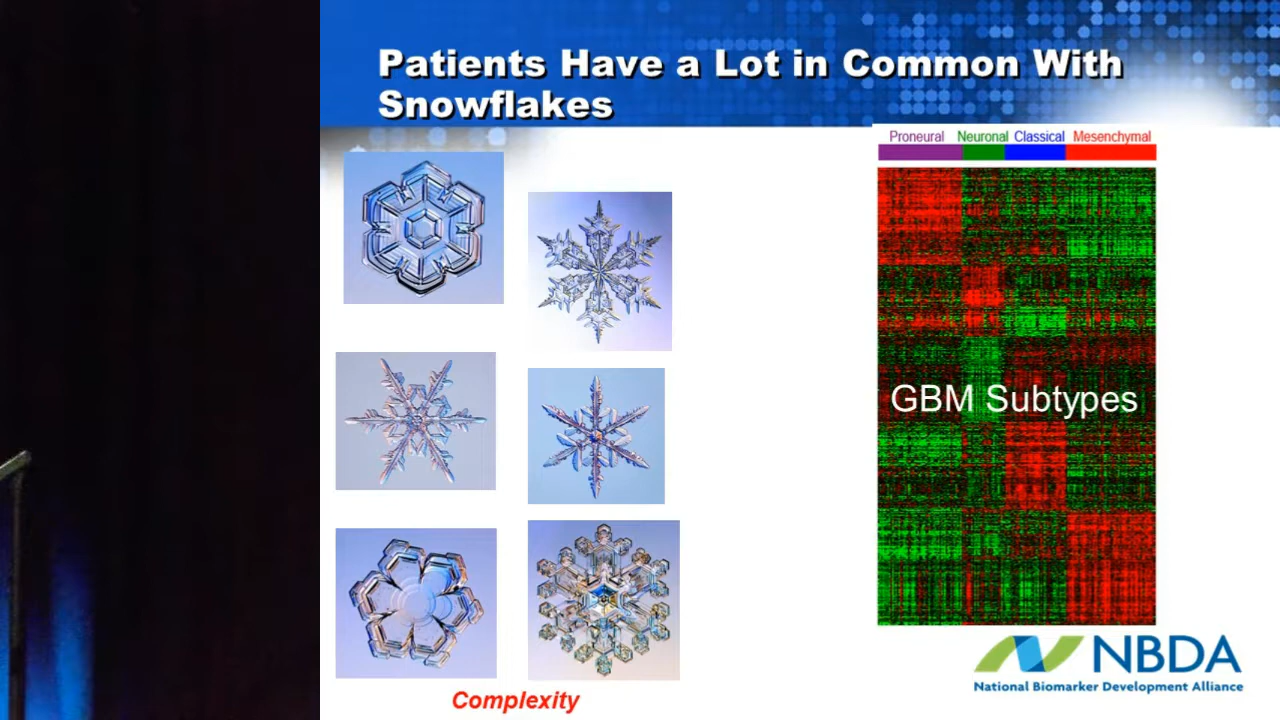 Patients Have a Lot in Common With
Snowflakes
Proneural Neuronal Classical Mesenchymal
GBM Subtypes
Complexity
NBDA
National Biomarker Development Alliance